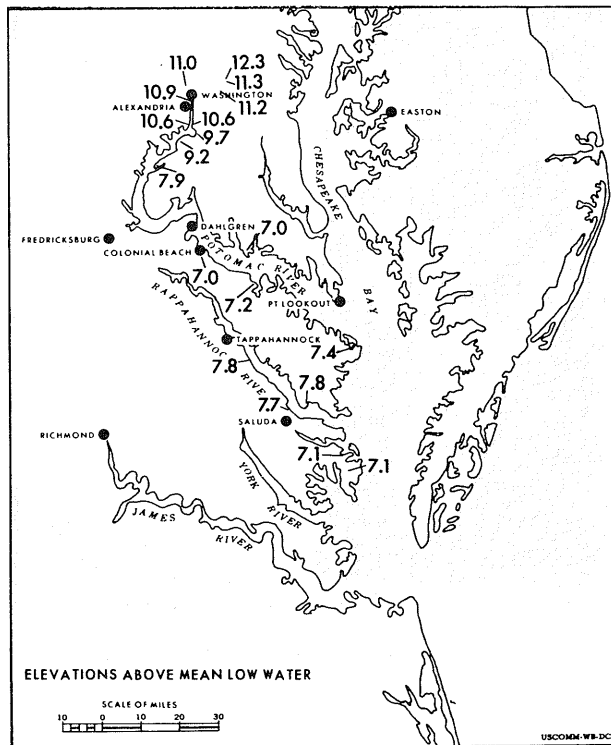 11.0
12.3
10.9
11.3
WASHINGTON
ALEXANDRIA
11.2
EASTON
10.6
10.6
9.7
9.2
7.9
CHESAPEAKE
BAY
DAHLGREN
7.0
FREDRICKSBURG
COLONIAL BEACH
POTOMAC RIVER
7.0
7.2
PT LOOKOUT
RAPPAHANNOCK RIVER
TAPPAHANNOCK
7.4
7.8
7.8
7.7
SALUDA
RICHMOND
7.1
7.1
YORK RIVER
JAMES RIVER
ELEVATIONS ABOVE MEAN LOW WATER
SCALE OF MILES
10 0 10 20 30
USCOMM-WB-DC